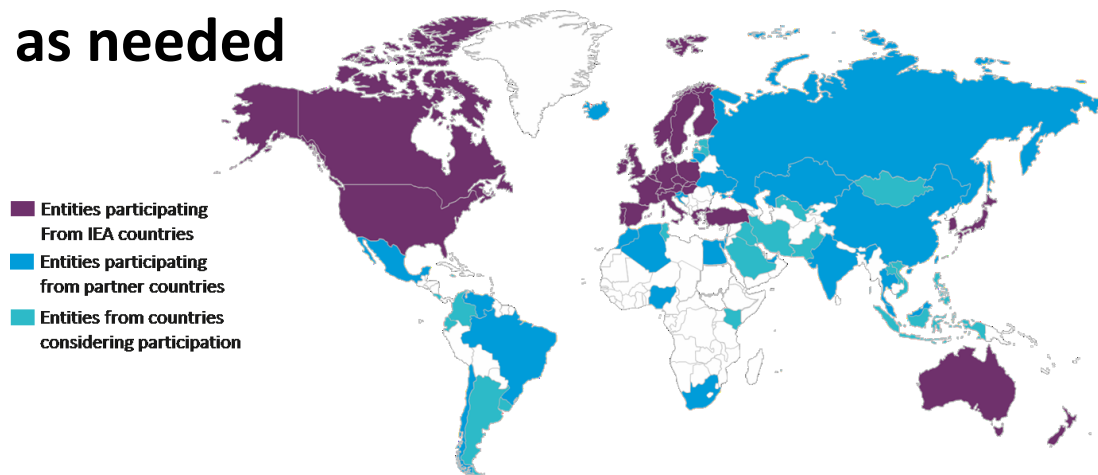 as needed
Entities participating
From IEA countries
Entities participating
from partner countries
Entities from countries
considering participation